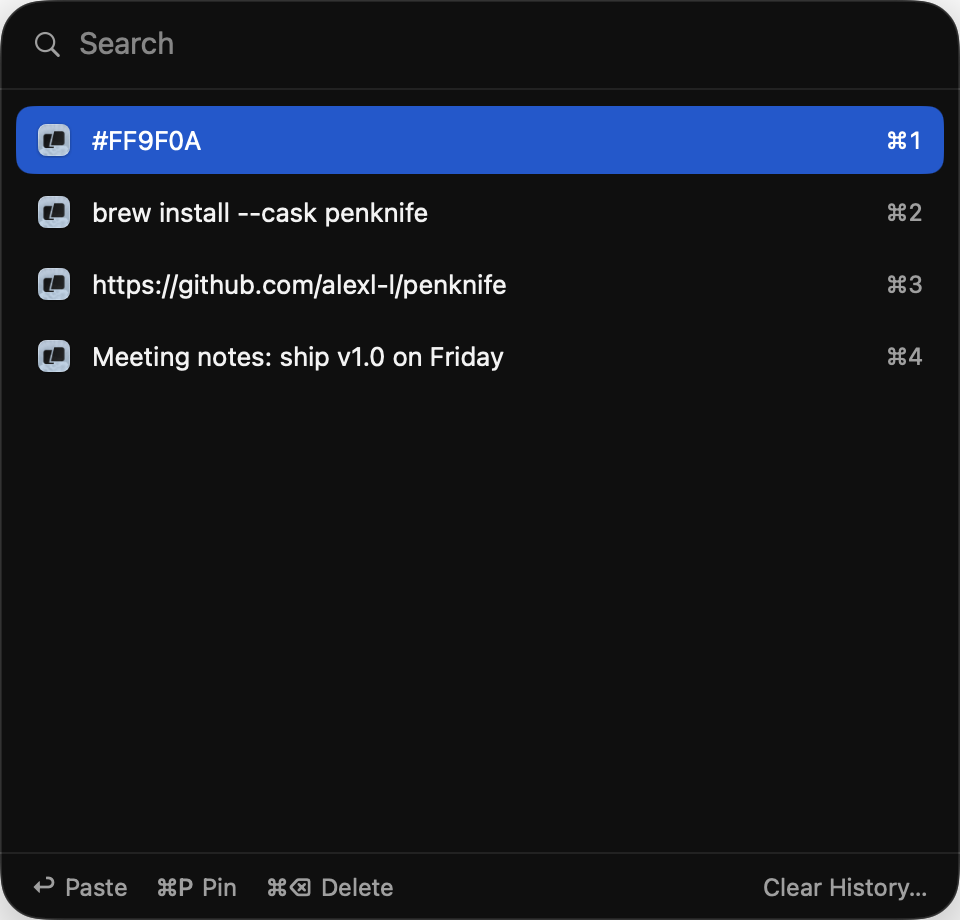 Search
#FF9F0A ⌘1
brew install --cask penknife ⌘2
https://github.com/alexl-l/penknife ⌘3
Meeting notes: ship v1.0 on Friday ⌘4
↩ Paste ⌘P Pin ⌘⌫ Delete Clear History...